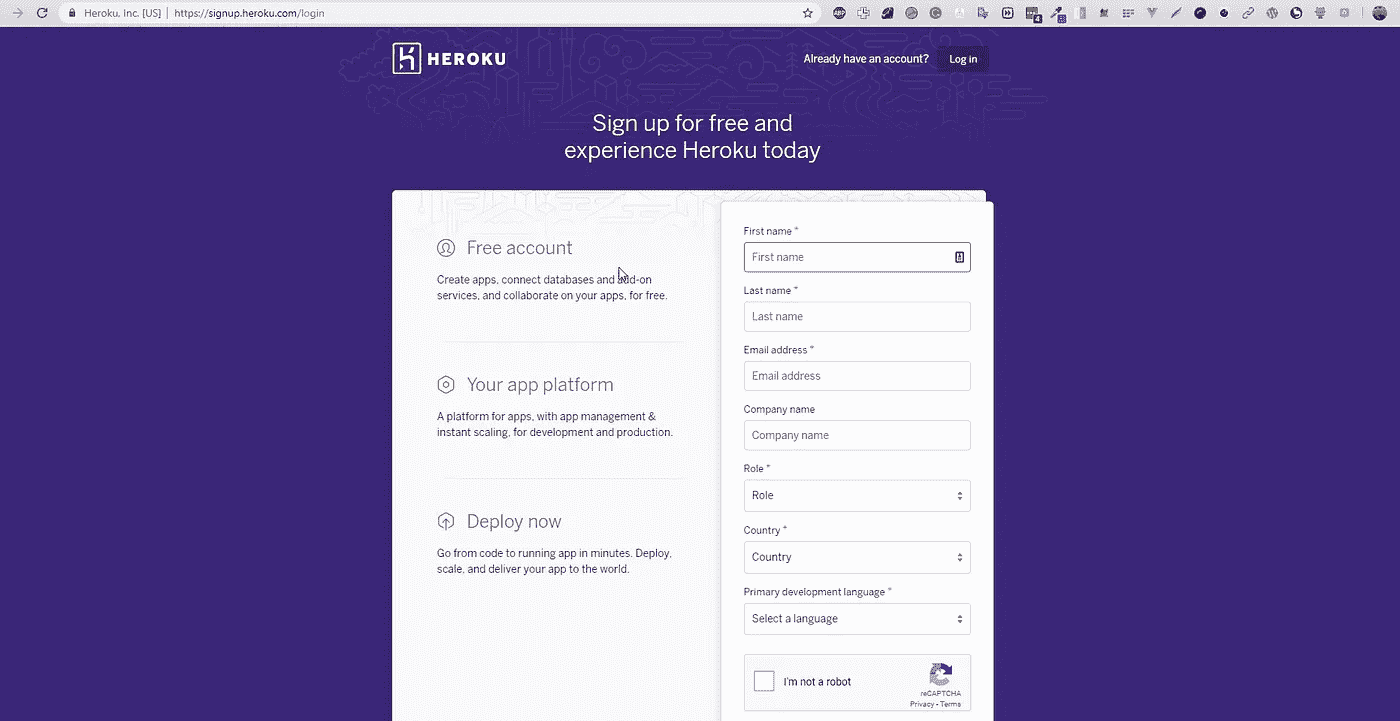 Heroku, Inc. [US] | https://signup.heroku.com/login
HEROKU
Already have an account? Log in
Sign up for free and
experience Heroku today
Free account
Create apps, connect databases and add-on
services, and collaborate on your apps, for free.
Your app platform
A platform for apps, with app management &
instant scaling, for development and production.
Deploy now
Go from code to running app in minutes. Deploy,
scale, and deliver your app to the world.
First name *
First name
Last name *
Last name
Email address *
Email address
Company name
Company name
Role *
Role
Country *
Country
Primary development language *
Select a language
I'm not a robot
reCAPTCHA
Privacy - Terms